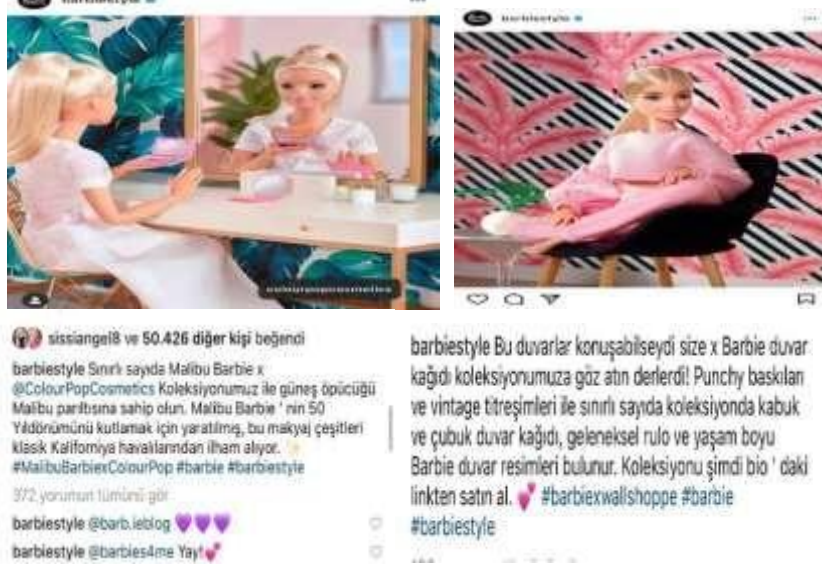 barbiestyle
colourpopcosmetics
sissiangel8 ve 50.426 diğer kişi beğendi
barbiestyle Sınırlı sayıda Malibu Barbie x
@ColourPopCosmetics Koleksiyonumuz ile güneş öpücüğü
Malibu parıltısına sahip olun. Malibu Barbie ' nin 50
Yıldönümünü kutlamak için yaratılmış, bu makyaj çeşitleri
klasik Kaliforniya havalılarından ilham alıyor. ✨
#MalibuBarbiexColourPop #barbie #barbiestyle
372 yorumun tümünü gör
barbiestyle @barb.ieblog 💜💜💜
barbiestyle @barbies4me Yay!💕
barbiestyle
barbiestyle Bu duvarlar konuşabilseydi size x Barbie duvar
kağıdı koleksiyonumuza göz atın derlerdi! Punchy baskıları
ve vintage titreşimleri ile sınırlı sayıda koleksiyonda kabuk
ve çubuk duvar kağıdı, geleneksel rulo ve yaşam boyu
Barbie duvar resimleri bulunur. Koleksiyonu şimdi bio ' daki
linkten satın al. 💕 #barbiexwallshoppe #barbie
#barbiestyle